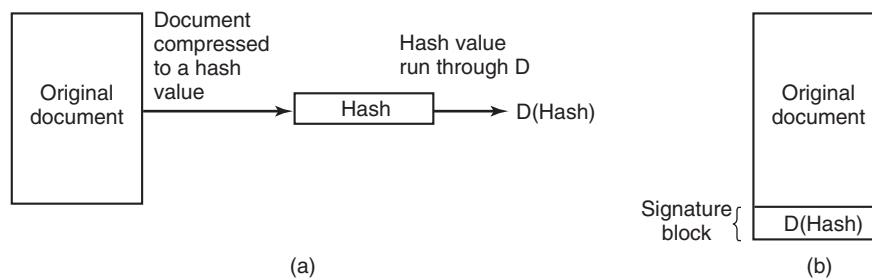 Original
document
Document
compressed
to a hash
value
Hash
Hash value
run through D
D(Hash)
(a)
Original
document
Signature
block
D(Hash)
(b)